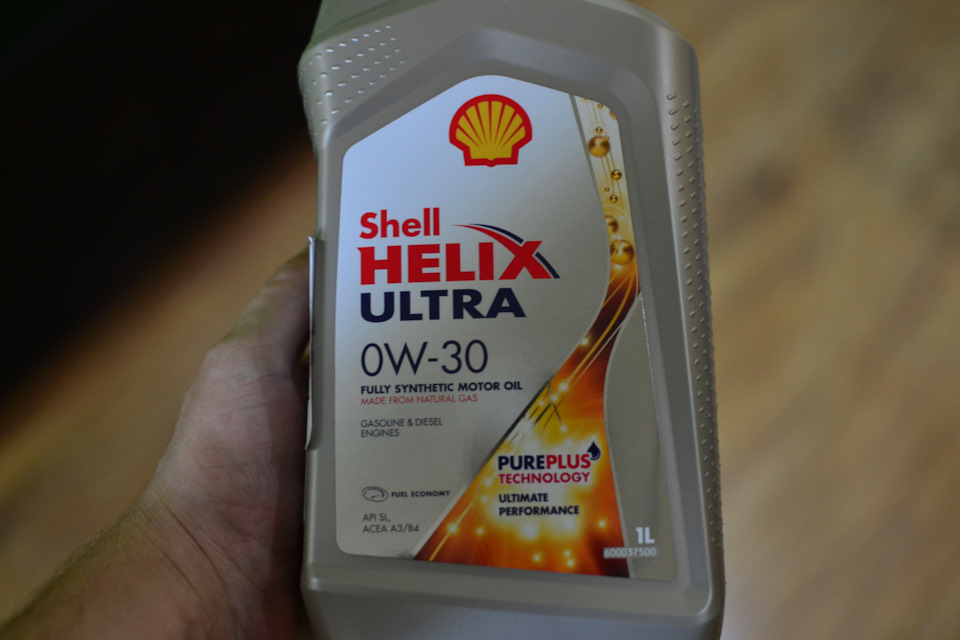 Shell
HELIX
ULTRA
0W-30
FULLY SYNTHETIC MOTOR OIL
MADE FROM NATURAL GAS
GASOLINE & DIESEL
ENGINES
PUREPLUS
TECHNOLOGY
ULTIMATE
PERFORMANCE
FUEL ECONOMY
API SL,
ACEA A3/B4
1L
600037500